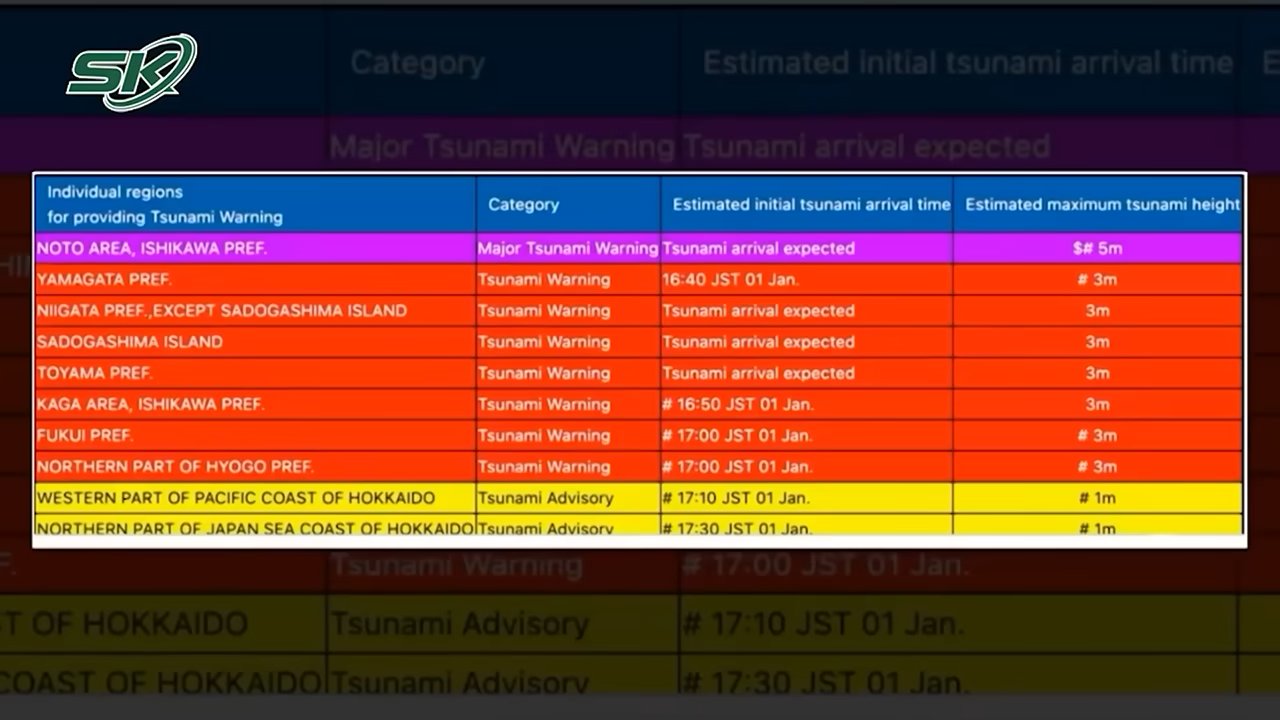 SK
Category
Estimated initial tsunami arrival time
E
Major Tsunami Warning
Tsunami arrival expected
Individual regions
for providing Tsunami Warning
Category
Estimated initial tsunami arrival time
Estimated maximum tsunami height
NOTO AREA, ISHIKAWA PREF.
Major Tsunami Warning
Tsunami arrival expected
$# 5m
YAMAGATA PREF.
Tsunami Warning
16:40 JST 01 Jan.
# 3m
NIIGATA PREF.,EXCEPT SADOGASHIMA ISLAND
Tsunami Warning
Tsunami arrival expected
3m
SADOGASHIMA ISLAND
Tsunami Warning
Tsunami arrival expected
3m
TOYAMA PREF.
Tsunami Warning
Tsunami arrival expected
3m
KAGA AREA, ISHIKAWA PREF.
Tsunami Warning
# 16:50 JST 01 Jan.
3m
FUKUI PREF.
Tsunami Warning
# 17:00 JST 01 Jan.
# 3m
NORTHERN PART OF HYOGO PREF.
Tsunami Warning
# 17:00 JST 01 Jan.
# 3m
WESTERN PART OF PACIFIC COAST OF HOKKAIDO
Tsunami Advisory
# 17:10 JST 01 Jan.
# 1m
NORTHERN PART OF JAPAN SEA COAST OF HOKKAIDO
Tsunami Advisory
# 17:30 JST 01 Jan.
# 1m
F.
Tsunami Warning
# 17:00 JST 01 Jan.
T OF HOKKAIDO
Tsunami Advisory
# 17:10 JST 01 Jan.
COAST OF HOKKAIDO
Tsunami Advisory
# 17:30 JST 01 Jan.